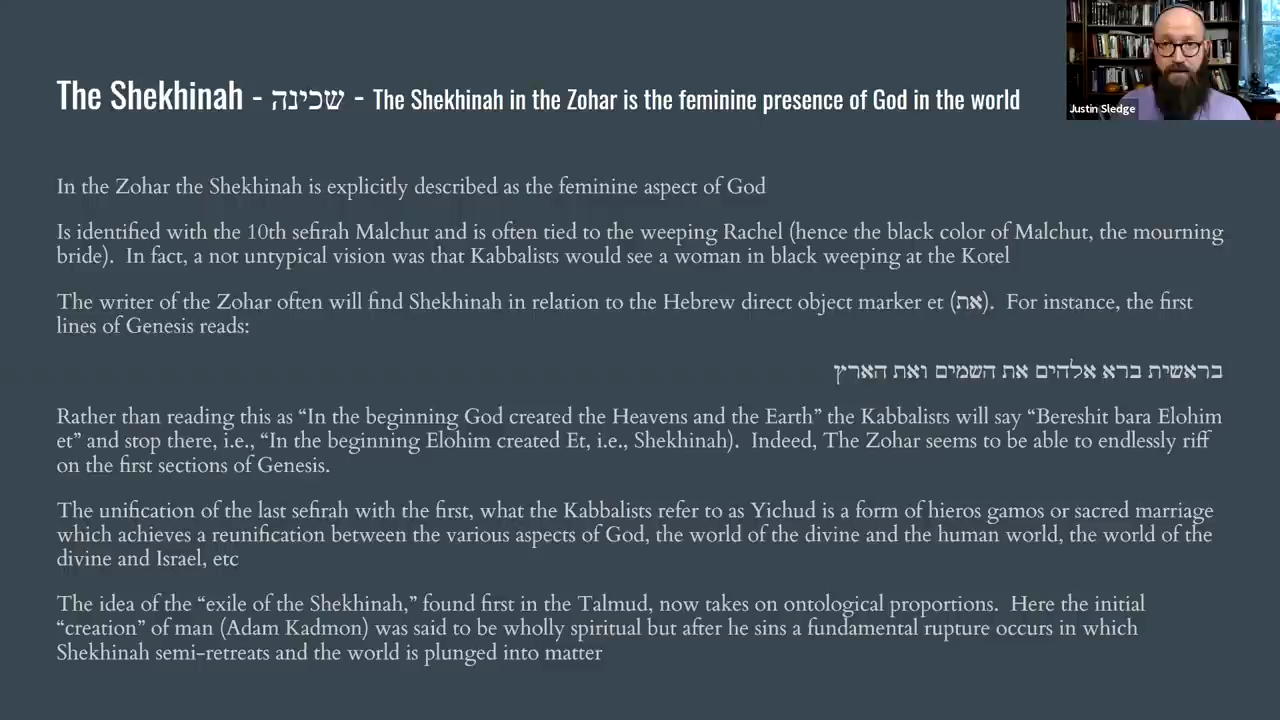 The Shekhinah - שכינה - The Shekhinah in the Zohar is the feminine presence of God in the world
Justin Sledge
In the Zohar the Shekhinah is explicitly described as the feminine aspect of God
Is identified with the 10th sefirah Malchut and is often tied to the weeping Rachel (hence the black color of Malchut, the mourning
bride).  In fact, a not untypical vision was that Kabbalists would see a woman in black weeping at the Kotel
The writer of the Zohar often will find Shekhinah in relation to the Hebrew direct object marker et (את).  For instance, the first
lines of Genesis reads:
בראשית ברא אלהים את השמים ואת הארץ
Rather than reading this as “In the beginning God created the Heavens and the Earth” the Kabbalists will say “Bereshit bara Elohim
et” and stop there, i.e., “In the beginning Elohim created Et, i.e., Shekhinah).  Indeed, The Zohar seems to be able to endlessly riff
on the first sections of Genesis.
The unification of the last sefirah with the first, what the Kabbalists refer to as Yichud is a form of hieros gamos or sacred marriage
which achieves a reunification between the various aspects of God, the world of the divine and the human world, the world of the
divine and Israel, etc
The idea of the “exile of the Shekhinah,” found first in the Talmud, now takes on ontological proportions.  Here the initial
“creation” of man (Adam Kadmon) was said to be wholly spiritual but after he sins a fundamental rupture occurs in which
Shekhinah semi-retreats and the world is plunged into matter